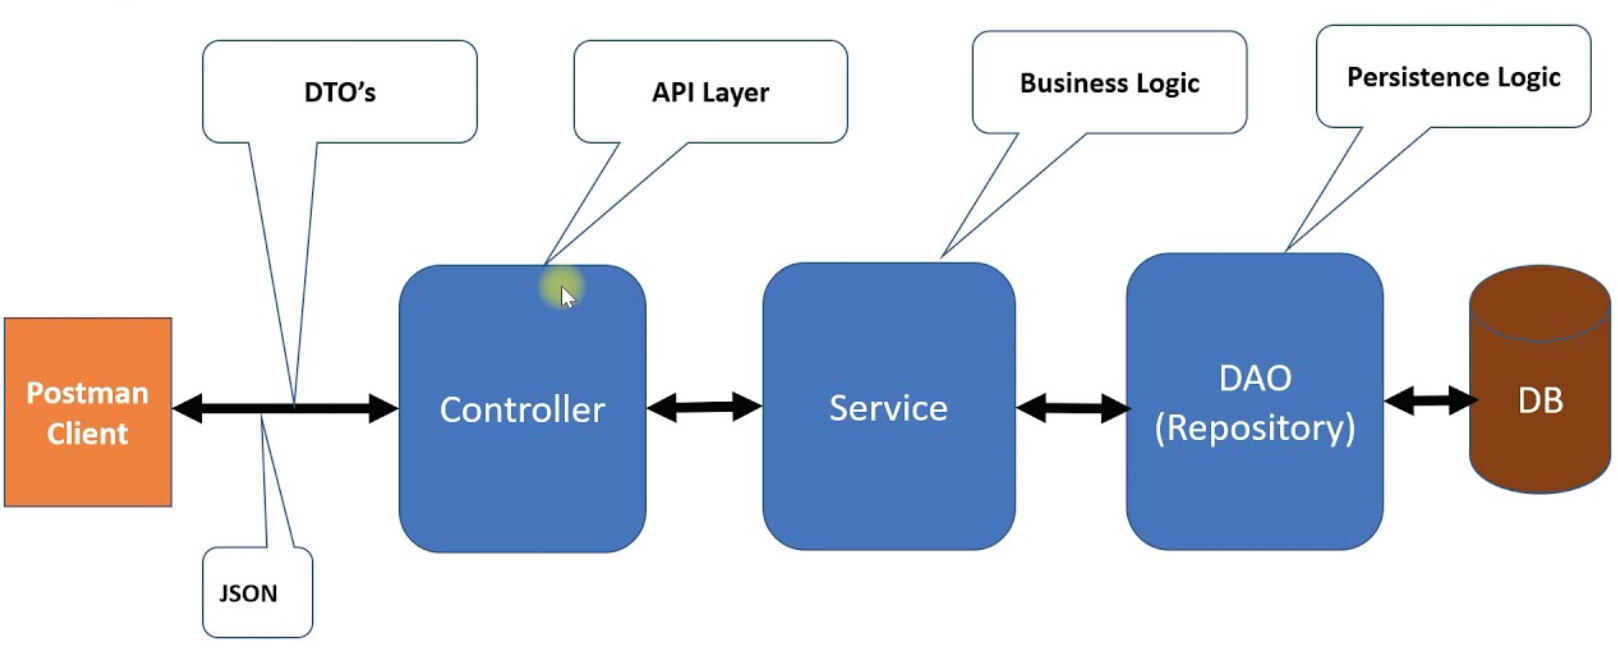 DTO's
API Layer
Business Logic
Persistence Logic
Postman
Client
Controller
Service
DAO
(Repository)
DB
JSON